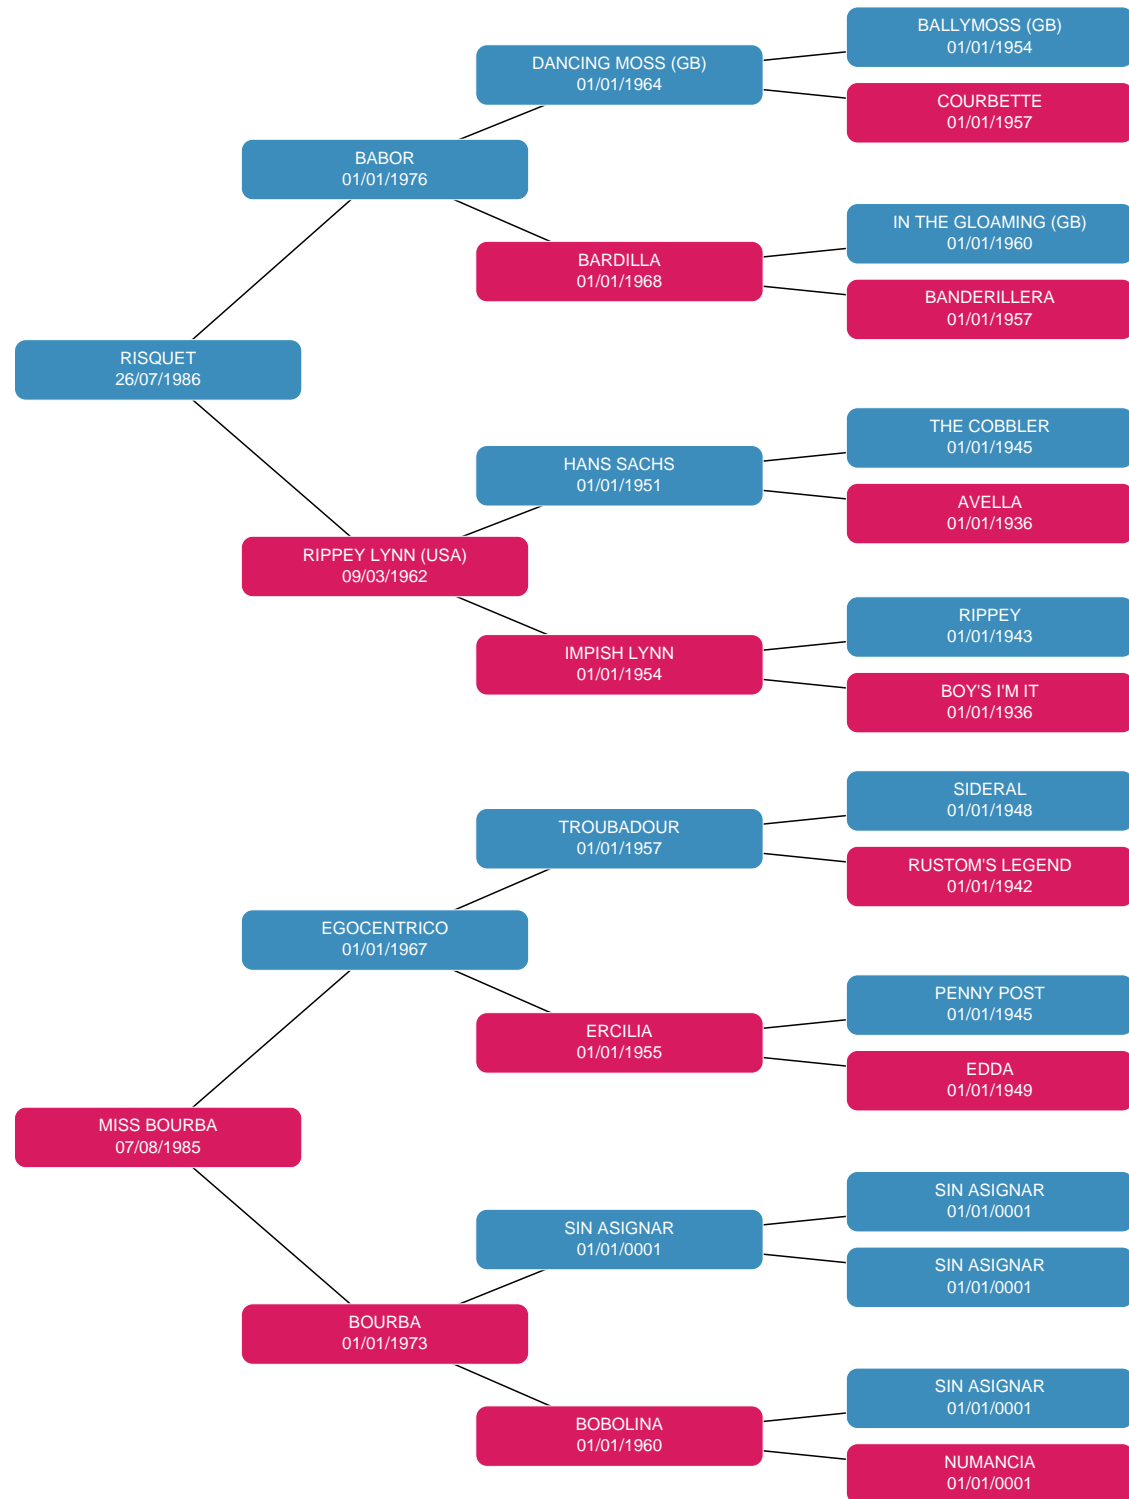 BALLYMOSS (GB)
01/01/1954
DANCING MOSS (GB)
01/01/1964
COURBETTE
01/01/1957
BABOR
01/01/1976
IN THE GLOAMING (GB)
01/01/1960
BARDILLA
01/01/1968
BANDERILLERA
01/01/1957
RISQUET
26/07/1986
THE COBBLER
01/01/1945
HANS SACHS
01/01/1951
AVELLA
01/01/1936
RIPPEY LYNN (USA)
09/03/1962
RIPPEY
01/01/1943
IMPISH LYNN
01/01/1954
BOY'S I'M IT
01/01/1936
SIDERAL
01/01/1948
TROUBADOUR
01/01/1957
RUSTOM'S LEGEND
01/01/1942
EGOCENTRICO
01/01/1967
PENNY POST
01/01/1945
ERCILIA
01/01/1955
EDDA
01/01/1949
MISS BOURBA
07/08/1985
SIN ASIGNAR
01/01/0001
SIN ASIGNAR
01/01/0001
SIN ASIGNAR
01/01/0001
BOURBA
01/01/1973
SIN ASIGNAR
01/01/0001
BOBOLINA
01/01/1960
NUMANCIA
01/01/0001